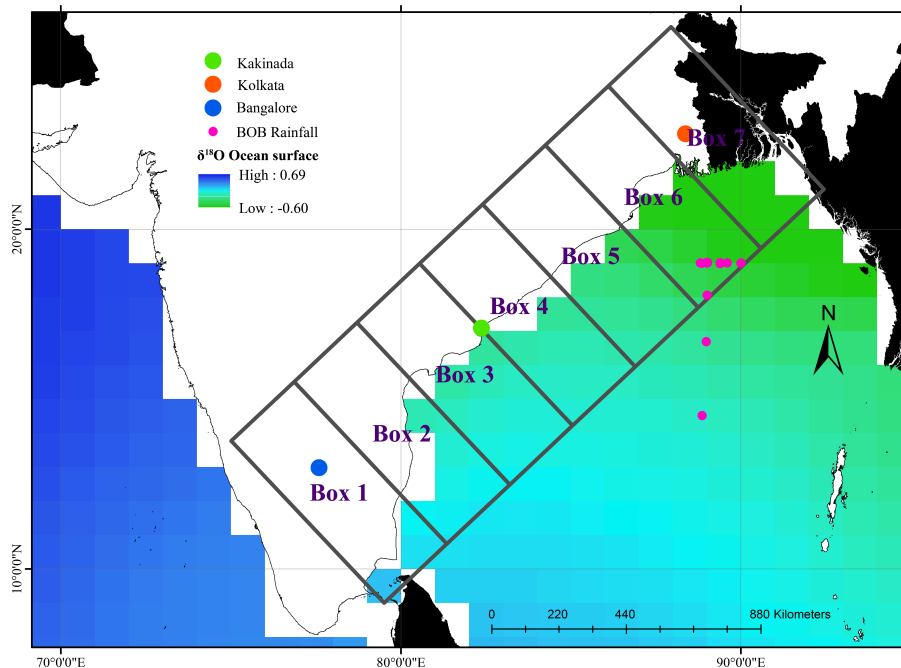 Kakinada
Kolkata
Bangalore
BOB Rainfall
δ¹⁸O Ocean surface
High : 0.69
Low : -0.60
Box 7
Box 6
Box 5
Box 4
Box 3
Box 2
Box 1
N
20°0'0"N
10°0'0"N
0 220 440 880 Kilometers
70°0'0"E 80°0'0"E 90°0'0"E